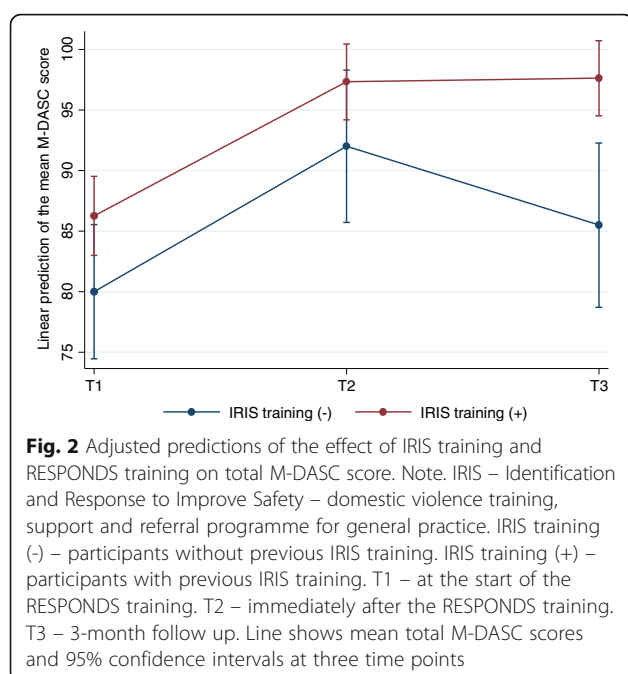 100
95
90
85
80
75
Linear prediction of the mean M-DASC score
T1
T2
T3
IRIS training (-)
IRIS training (+)
Fig. 2 Adjusted predictions of the effect of IRIS training and
RESPONDS training on total M-DASC score. Note. IRIS – Identification
and Response to Improve Safety – domestic violence training,
support and referral programme for general practice. IRIS training
(-) – participants without previous IRIS training. IRIS training (+) –
participants with previous IRIS training. T1 – at the start of the
RESPONDS training. T2 – immediately after the RESPONDS training.
T3 – 3-month follow up. Line shows mean total M-DASC scores
and 95% confidence intervals at three time points